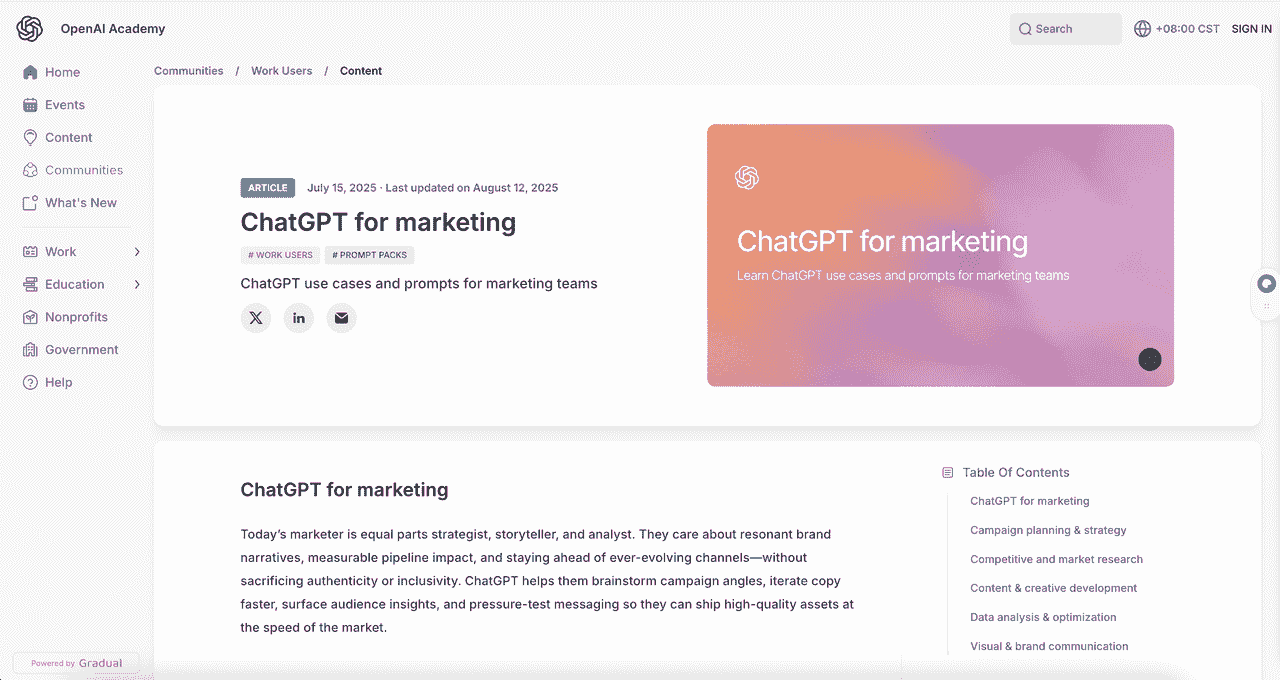 OpenAI Academy
Search
+08:00 CST
SIGN IN
Home
Events
Content
Communities
What's New
Work
Education
Nonprofits
Government
Help
Powered by Gradual
Communities / Work Users / Content
ARTICLE
July 15, 2025 · Last updated on August 12, 2025
ChatGPT for marketing
# WORK USERS
# PROMPT PACKS
ChatGPT use cases and prompts for marketing teams
ChatGPT for marketing
Learn ChatGPT use cases and prompts for marketing teams
ChatGPT for marketing
Today’s marketer is equal parts strategist, storyteller, and analyst. They care about resonant brand
narratives, measurable pipeline impact, and staying ahead of ever-evolving channels—without
sacrificing authenticity or inclusivity. ChatGPT helps them brainstorm campaign angles, iterate copy
faster, surface audience insights, and pressure-test messaging so they can ship high-quality assets at
the speed of the market.
Table Of Contents
ChatGPT for marketing
Campaign planning & strategy
Competitive and market research
Content & creative development
Data analysis & optimization
Visual & brand communication